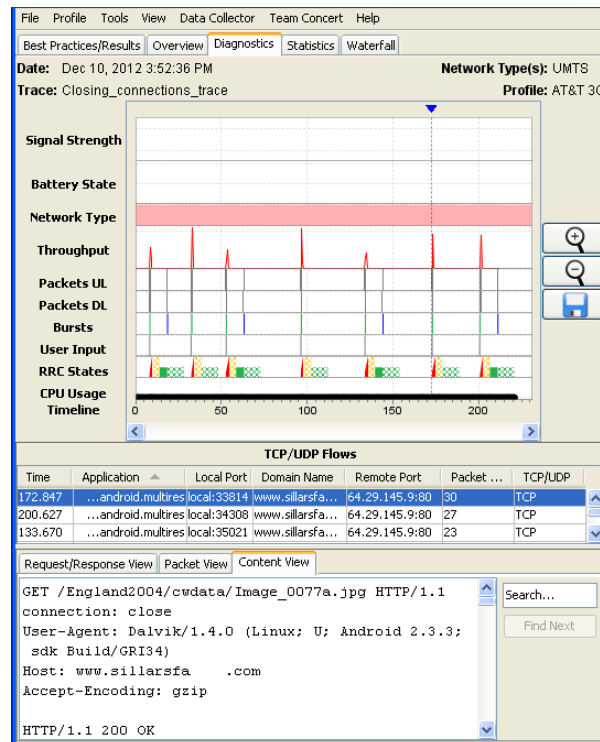 File Profile Tools View Data Collector Team Concert Help
Best Practices/Results Overview Diagnostics Statistics Waterfall
Date: Dec 10, 2012 3:52:36 PM Network Type(s): UMTS
Trace: Closing_connections_trace Profile: AT&T 3G
Signal Strength
Battery State
Network Type
Throughput
Packets UL
Packets DL
Bursts
User Input
RRC States
CPU Usage
Timeline 0 50 100 150 200
TCP/UDP Flows
Time Application Local Port Domain Name Remote Port Packet ... TCP/UDP
172.847 ...android.multires local:33814 www.sillarsfa... 64.29.145.9:80 30 TCP
200.627 ...android.multires local:34308 www.sillarsfa... 64.29.145.9:80 27 TCP
133.670 ...android.multires local:35021 www.sillarsfa... 64.29.145.9:80 23 TCP
Request/Response View Packet View Content View
GET /England2004/cwdata/Image_0077a.jpg HTTP/1.1
connection: close
User-Agent: Dalvik/1.4.0 (Linux; U; Android 2.3.3;
sdk Build/GRI34)
Host: www.sillarsfa .com
Accept-Encoding: gzip
HTTP/1.1 200 OK
Search...
Find Next